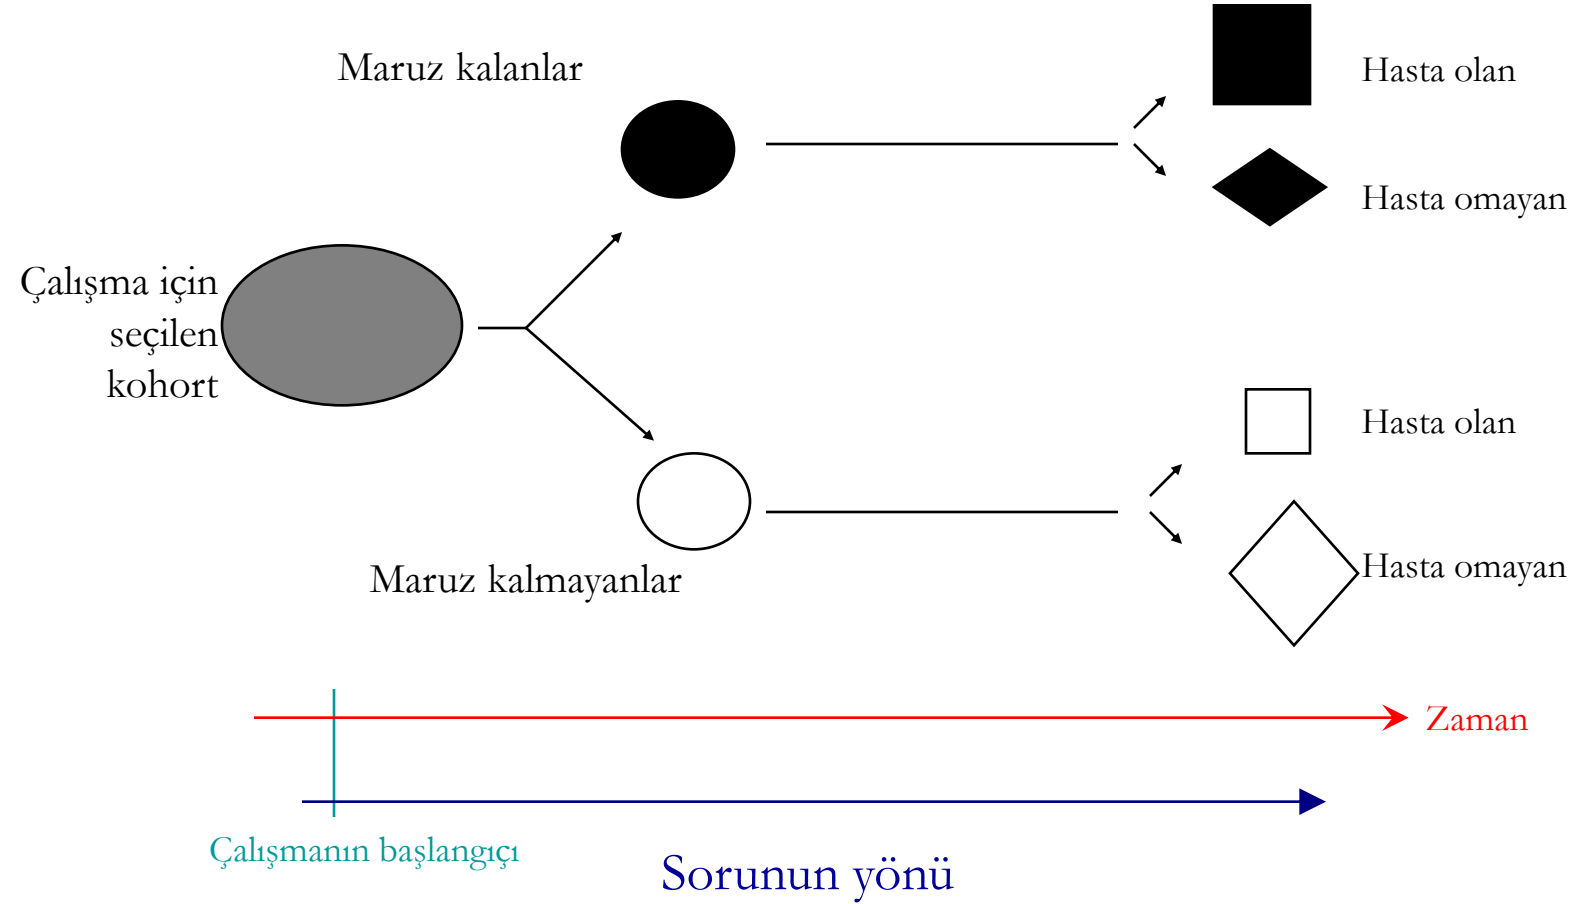 Maruz kalanlar
Hasta olan
Hasta omayan
Çalışma için
seçilen
kohort
Hasta olan
Hasta omayan
Maruz kalmayanlar
Zaman
Çalışmanın başlangıçı
Sorunun yönü